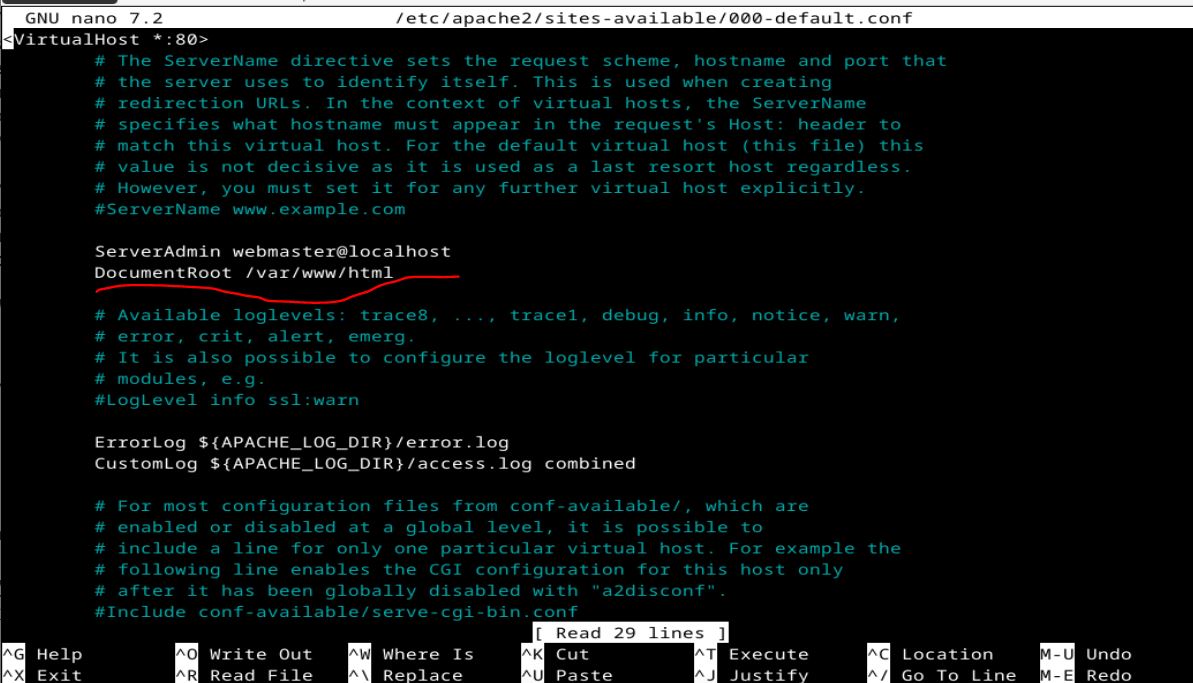 GNU nano 7.2 /etc/apache2/sites-available/000-default.conf
<VirtualHost *:80>
# The ServerName directive sets the request scheme, hostname and port that
# the server uses to identify itself. This is used when creating
# redirection URLs. In the context of virtual hosts, the ServerName
# specifies what hostname must appear in the request's Host: header to
# match this virtual host. For the default virtual host (this file) this
# value is not decisive as it is used as a last resort host regardless.
# However, you must set it for any further virtual host explicitly.
#ServerName www.example.com
ServerAdmin webmaster@localhost
DocumentRoot /var/www/html
# Available loglevels: trace8, ..., trace1, debug, info, notice, warn,
# error, crit, alert, emerg.
# It is also possible to configure the loglevel for particular
# modules, e.g.
#LogLevel info ssl:warn
ErrorLog ${APACHE_LOG_DIR}/error.log
CustomLog ${APACHE_LOG_DIR}/access.log combined
# For most configuration files from conf-available/, which are
# enabled or disabled at a global level, it is possible to
# include a line for only one particular virtual host. For example the
# following line enables the CGI configuration for this host only
# after it has been globally disabled with "a2disconf".
#Include conf-available/serve-cgi-bin.conf
[ Read 29 lines ]
^G Help ^O Write Out ^W Where Is ^K Cut ^T Execute ^C Location M-U Undo
^X Exit ^R Read File ^\ Replace ^U Paste ^J Justify ^/ Go To Line M-E Redo